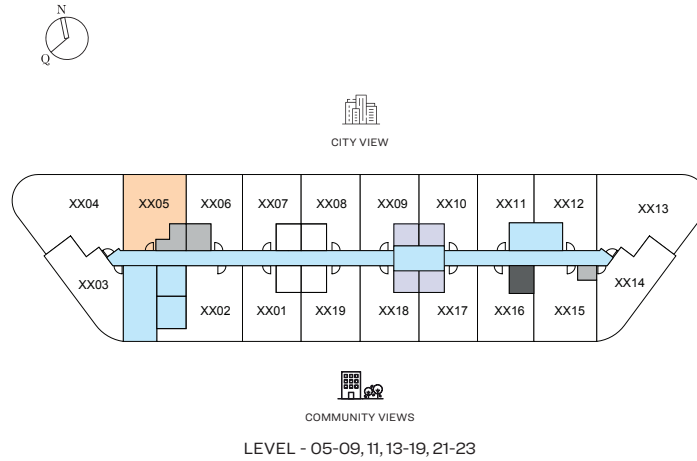 N
Q
CITY VIEW
XX04 XX05 XX06 XX07 XX08 XX09 XX10 XX11 XX12 XX13
XX03 XX14
XX02 XX01 XX19 XX18 XX17 XX16 XX15
COMMUNITY VIEWS
LEVEL - 05-09, 11, 13-19, 21-23